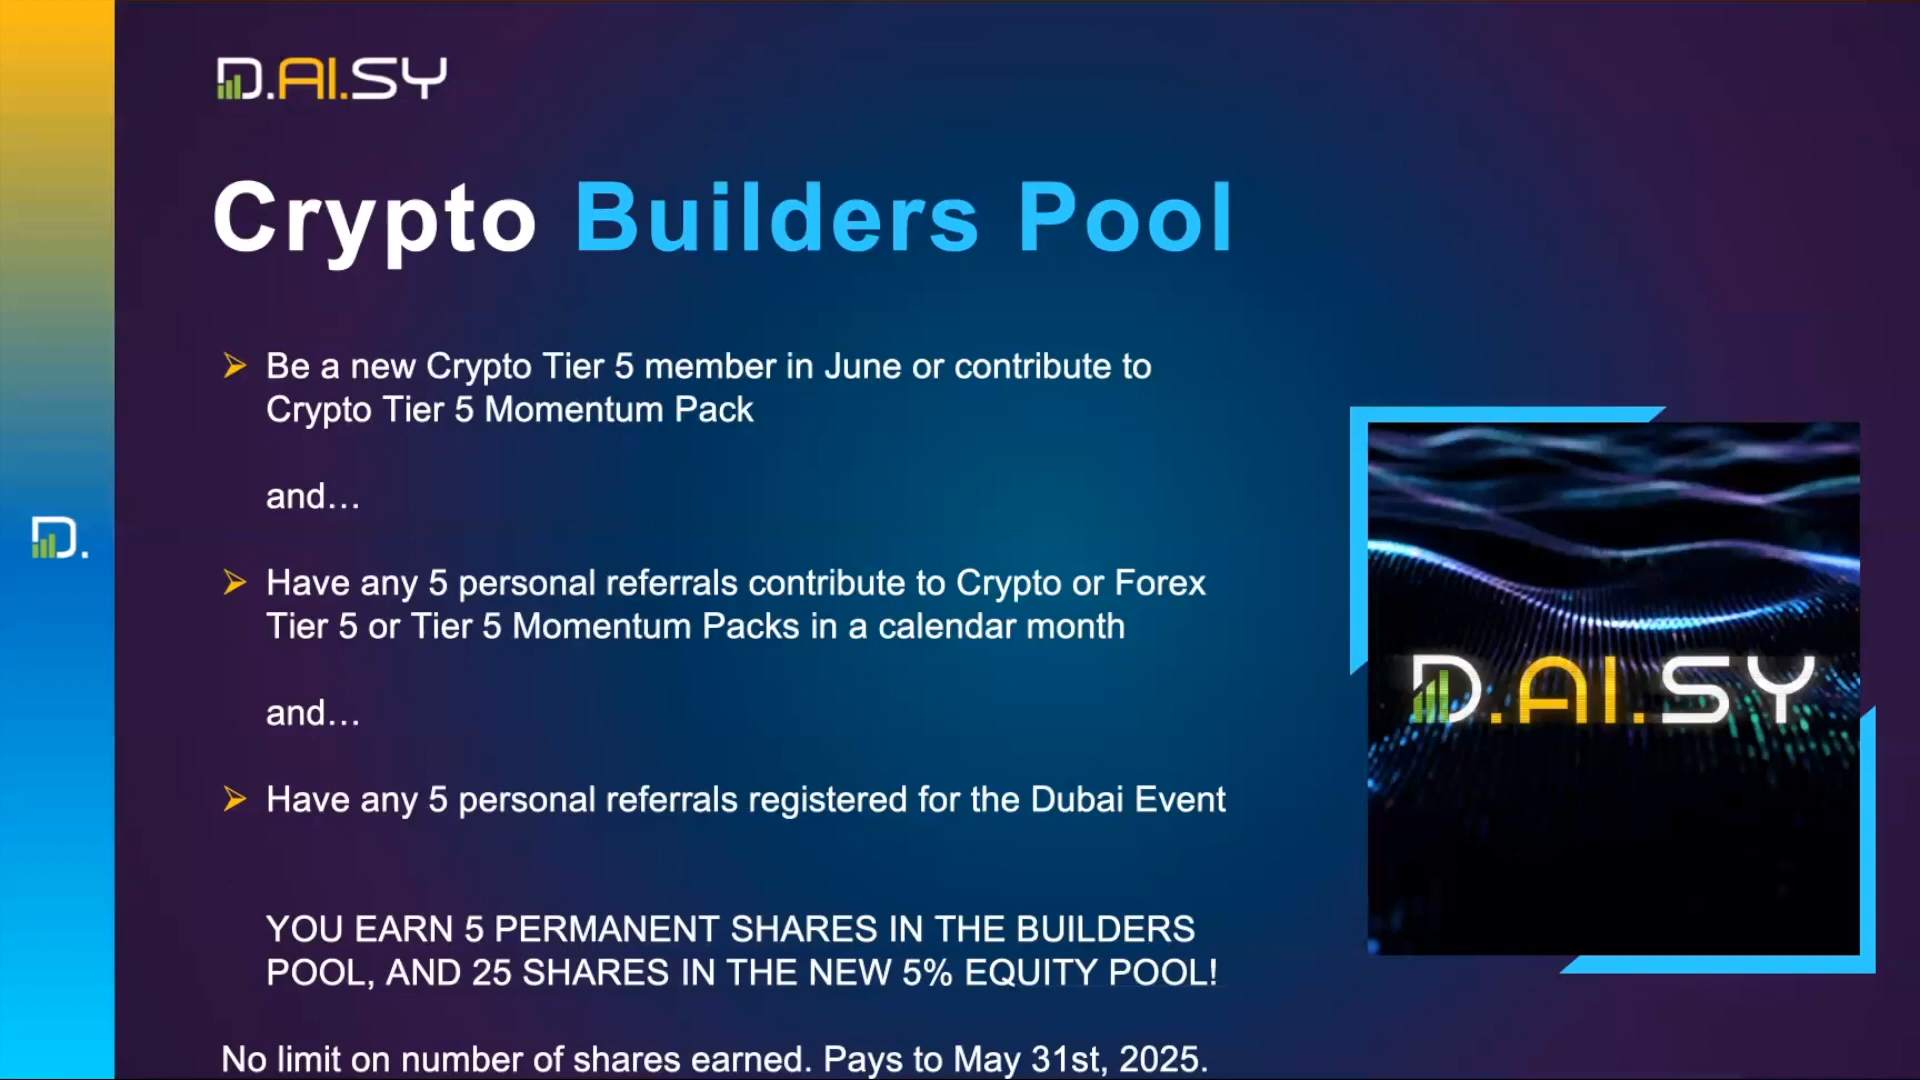 D.AI.SY
Crypto Builders Pool
Be a new Crypto Tier 5 member in June or contribute to
Crypto Tier 5 Momentum Pack
and…
Have any 5 personal referrals contribute to Crypto or Forex
Tier 5 or Tier 5 Momentum Packs in a calendar month
and…
Have any 5 personal referrals registered for the Dubai Event
YOU EARN 5 PERMANENT SHARES IN THE BUILDERS
POOL, AND 25 SHARES IN THE NEW 5% EQUITY POOL!
No limit on number of shares earned. Pays to May 31st, 2025.
D.
D.AI.SY